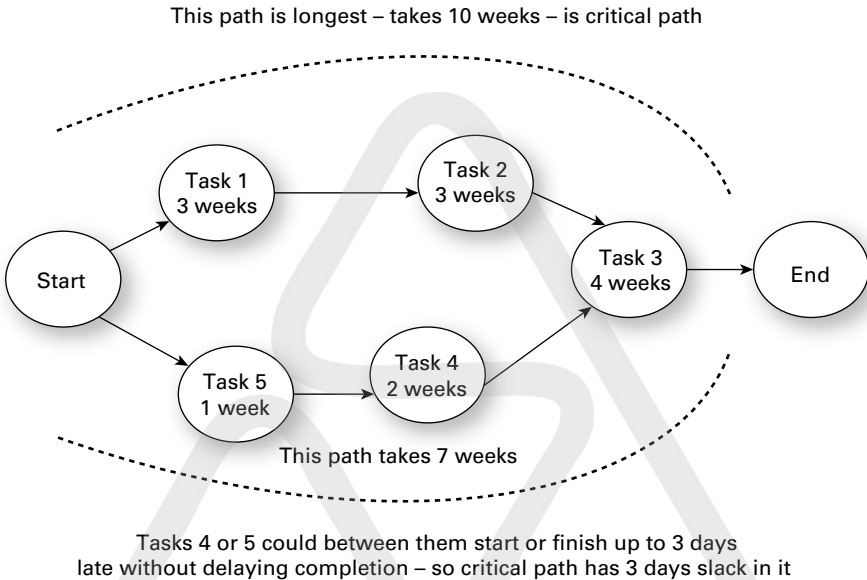 This path is longest – takes 10 weeks – is critical path
Task 1
3 weeks
Task 2
3 weeks
Start
Task 3
4 weeks
End
Task 5
1 week
Task 4
2 weeks
This path takes 7 weeks
Tasks 4 or 5 could between them start or finish up to 3 days
late without delaying completion – so critical path has 3 days slack in it